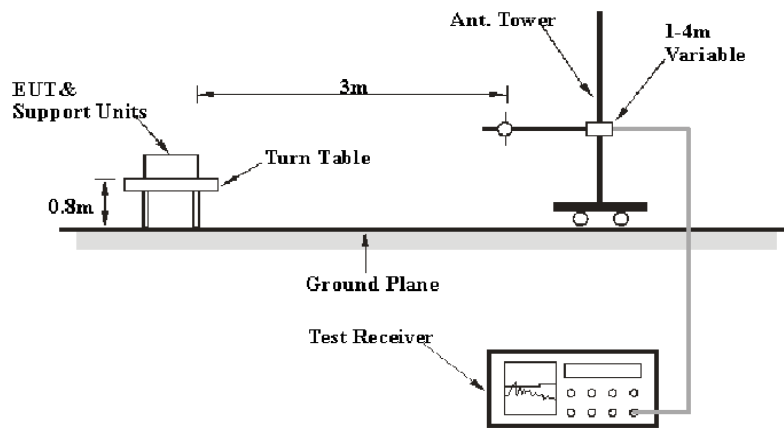 Ant. Tower
1-4m
Variable
3m
EUT &
Support Units
Turn Table
0.8m
Ground Plane
Test Receiver